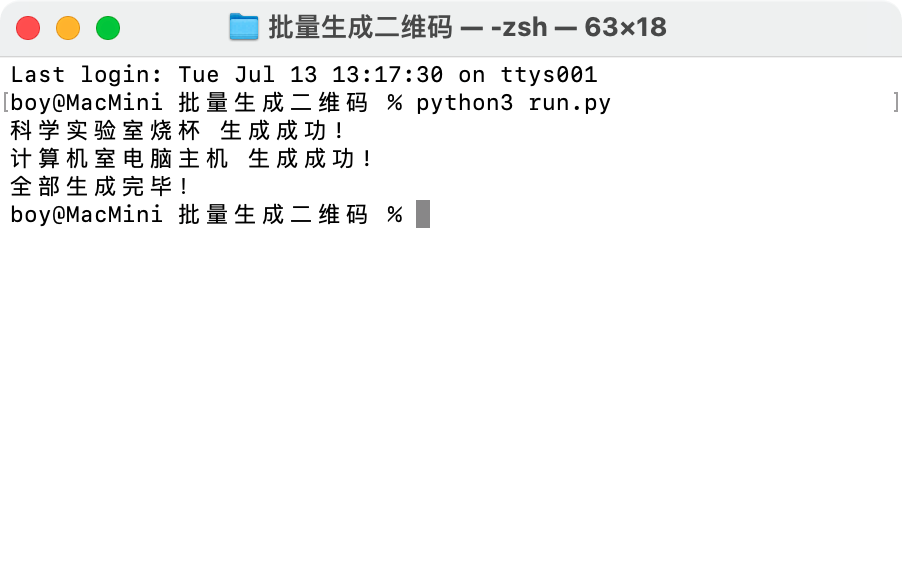 批量生成二维码 — -zsh — 63×18
Last login: Tue Jul 13 13:17:30 on ttys001
[boy@MacMini 批量生成二维码 % python3 run.py ]
科学实验室烧杯 生成成功!
计算机室电脑主机 生成成功!
全部生成完毕!
boy@MacMini 批量生成二维码 %